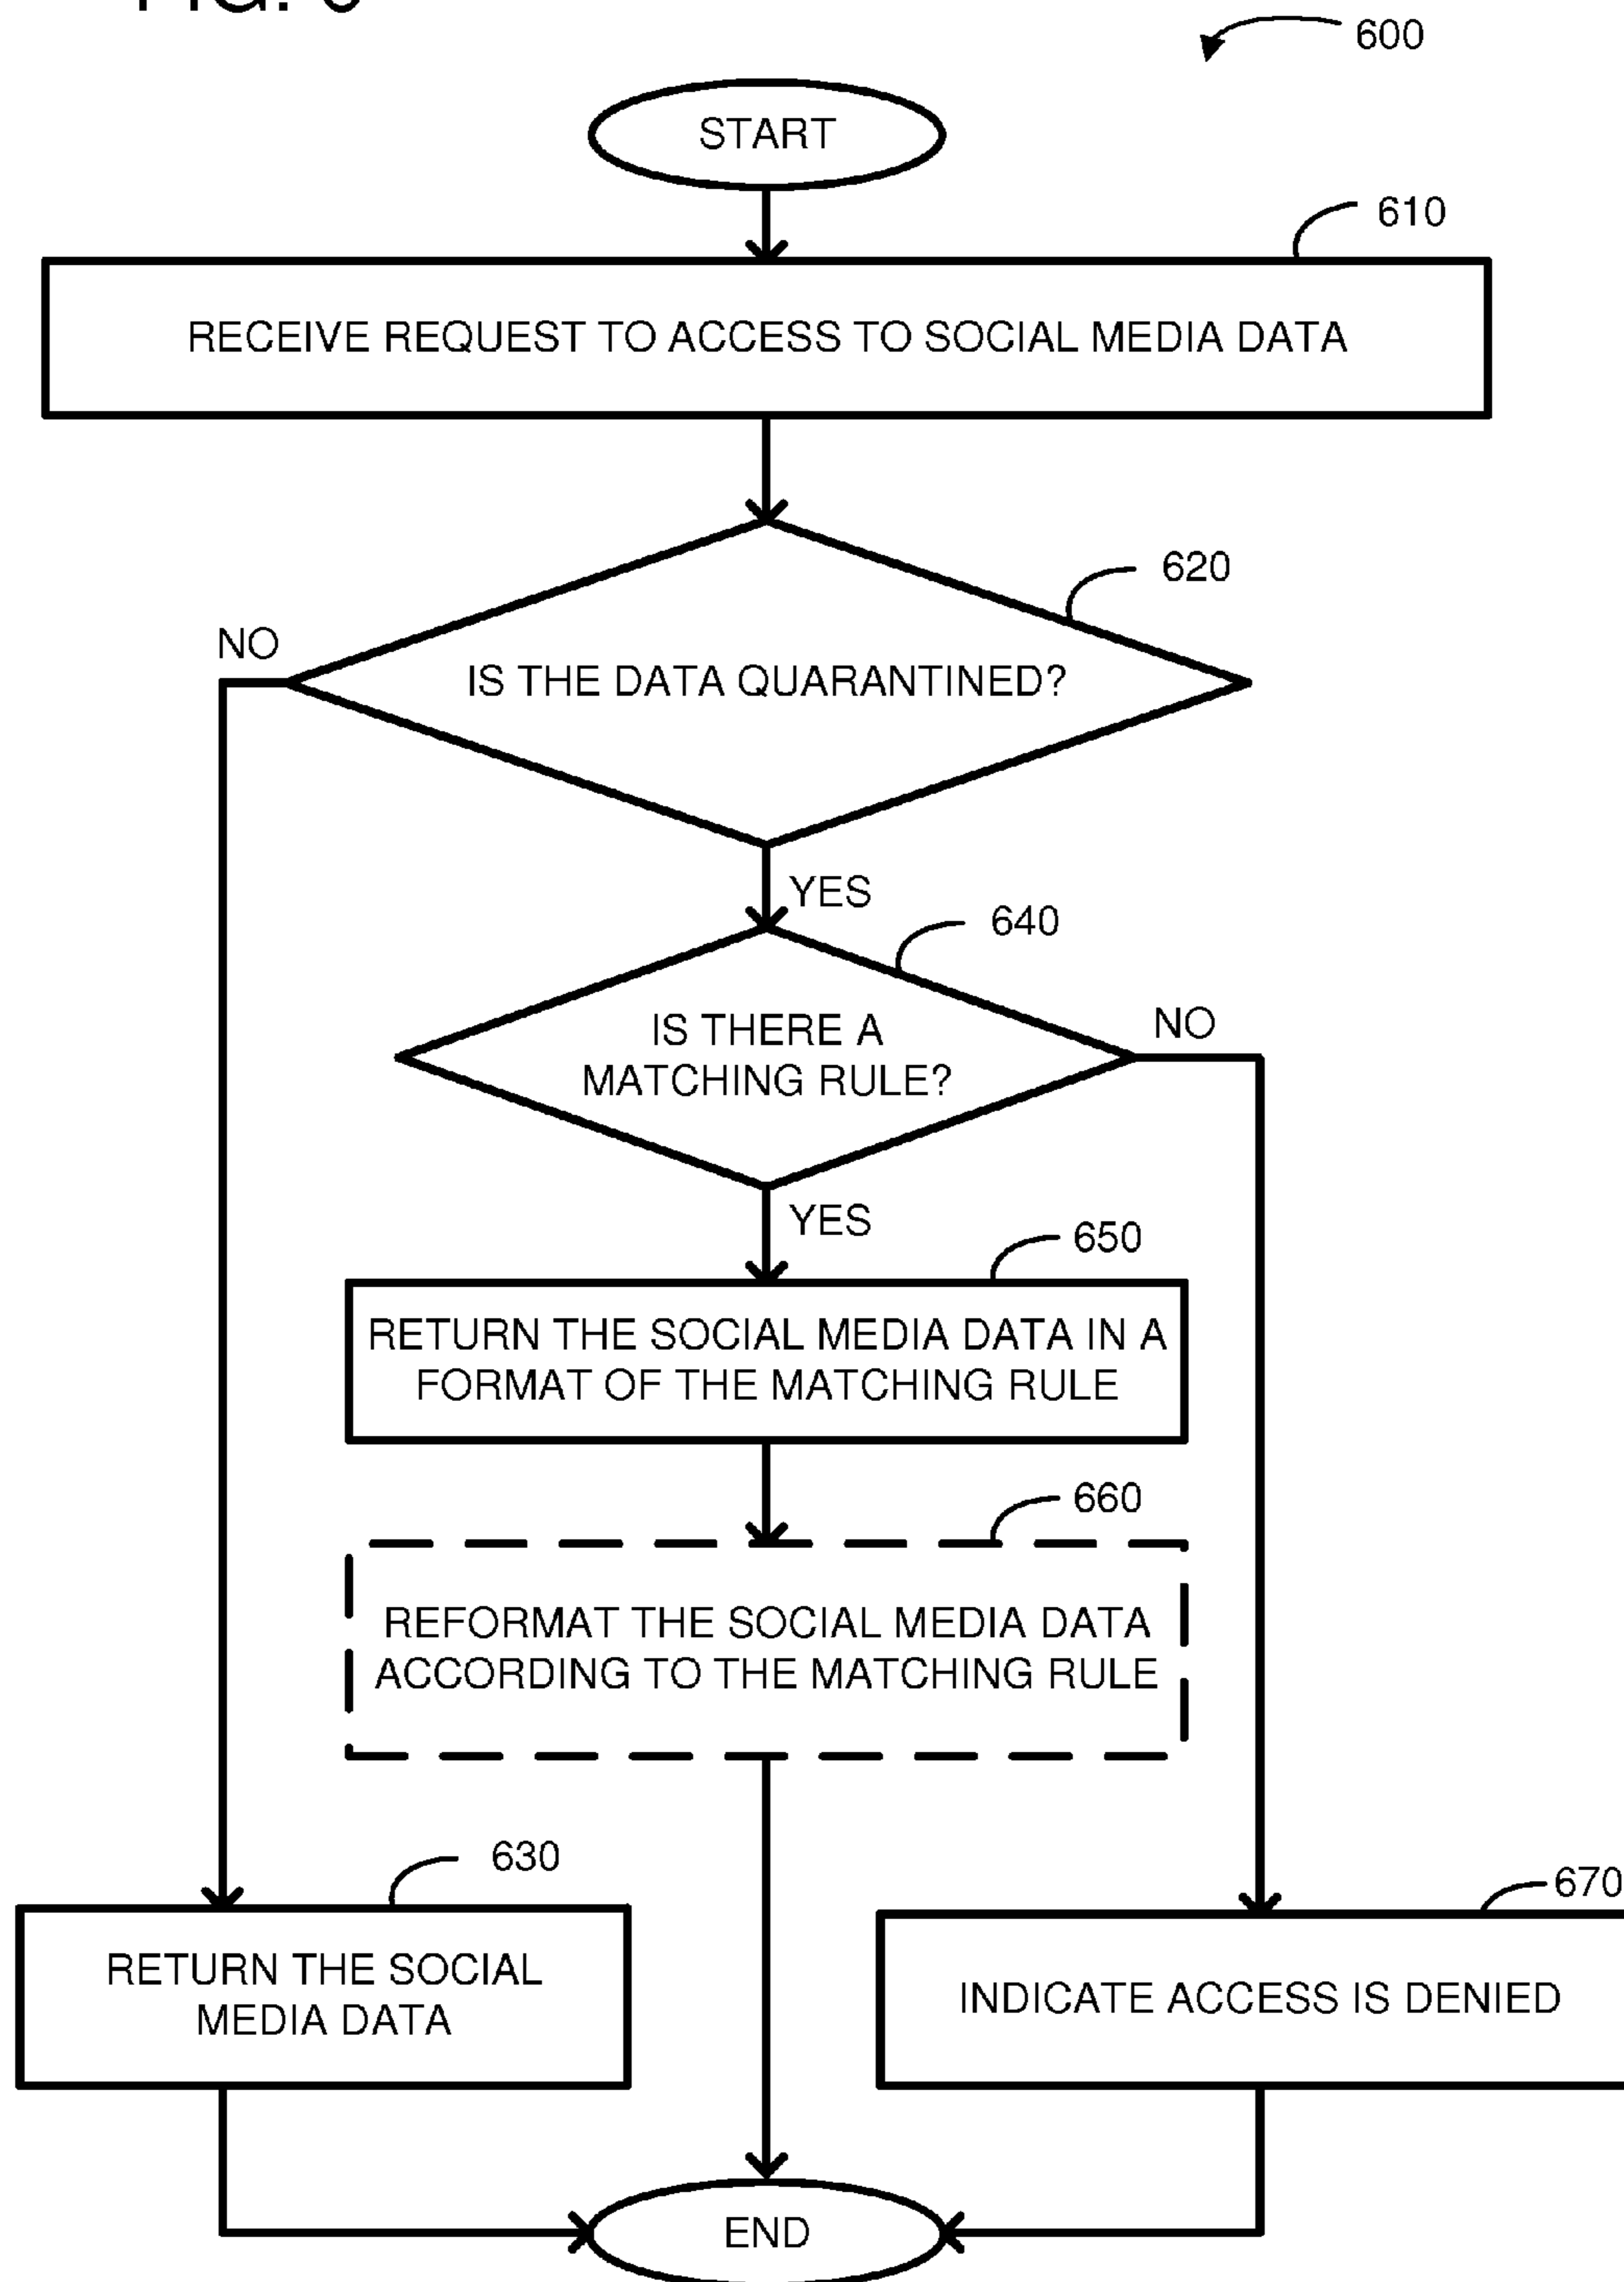 600
START
610
RECEIVE REQUEST TO ACCESS TO SOCIAL MEDIA DATA
620
NO
IS THE DATA QUARANTINED?
YES
640
IS THERE A
MATCHING RULE?
NO
YES
650
RETURN THE SOCIAL MEDIA DATA IN A
FORMAT OF THE MATCHING RULE
660
REFORMAT THE SOCIAL MEDIA DATA
ACCORDING TO THE MATCHING RULE
630
RETURN THE SOCIAL
MEDIA DATA
670
INDICATE ACCESS IS DENIED
END